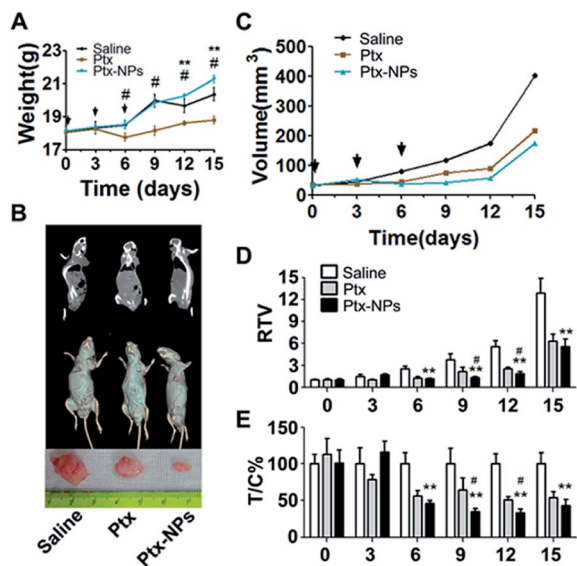 A
Weight(g)
21
19
17
15
13
Saline
Ptx
Ptx-NPs
**
**
#
#
#
#
0 3 6 9 12 15
Time (days)
B
Saline
Ptx
Ptx-NPs
C
Volume(mm3)
500
400
300
200
100
0
Saline
Ptx
Ptx-NPs
0 3 6 9 12 15
Time(days)
D
RTV
15
12
9
6
3
0
Saline
Ptx
Ptx-NPs
**
#
**
#
**
**
0 3 6 9 12 15
E
T/C%
150
100
50
0
**
#
**
#
**
**
0 3 6 9 12 15